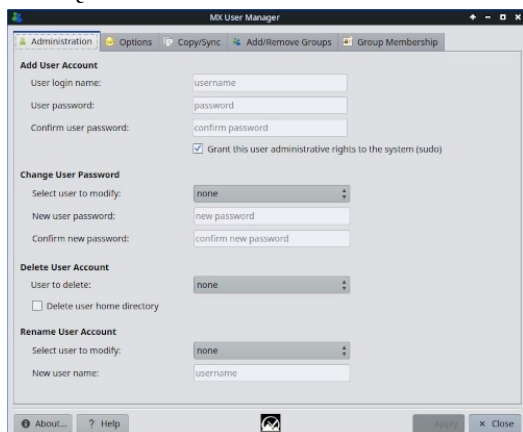 MX User Manager
Administration Options Copy/Sync Add/Remove Groups Group Membership
Add User Account
User login name: username
User password: password
Confirm user password: confirm password
Grant this user administrative rights to the system (sudo)
Change User Password
Select user to modify: none
New user password: new password
Confirm new password: confirm new password
Delete User Account
User to delete: none
Delete user home directory
Rename User Account
Select user to modify: none
New user name: username
About... ? Help Apply Close